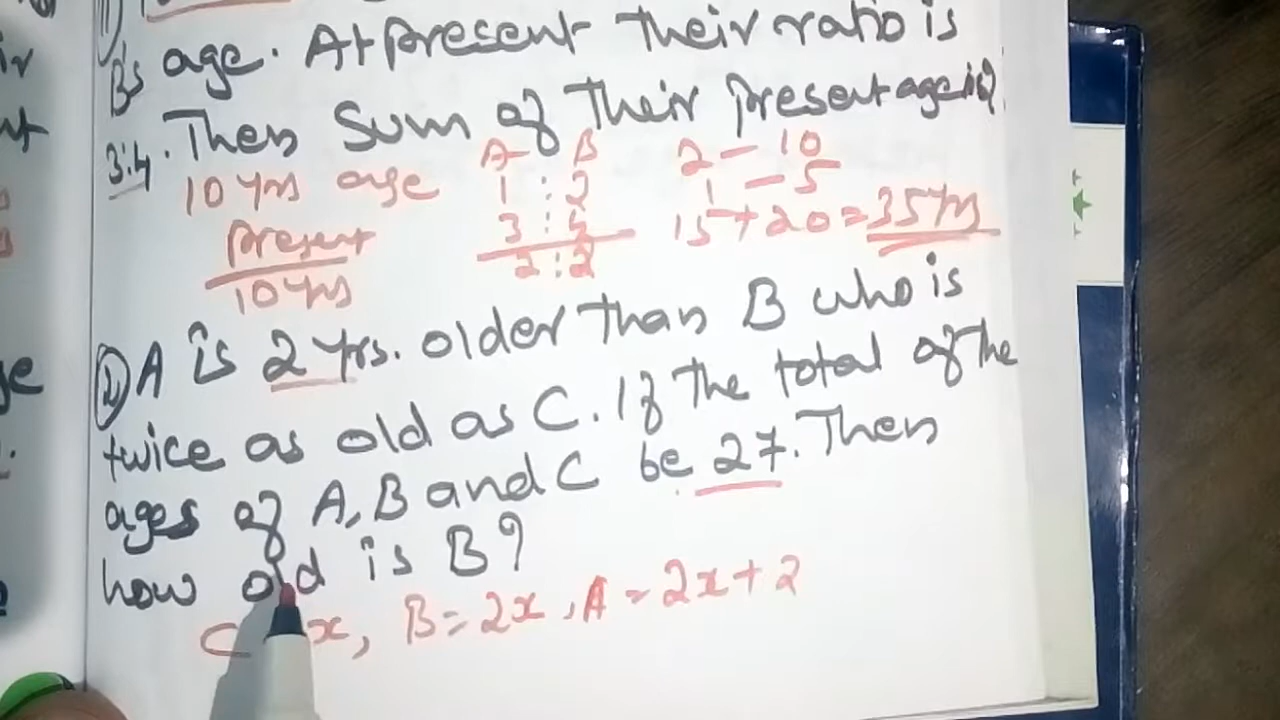 B's age. At present their ratio is
3:4. Then Sum of Their present age is?
10 yrs age A B 2 — 10
1 : 2 1 — 5
present 3 : 4 15 + 20 = 35 yrs
10 yrs 2 : 2
2) A is 2 yrs. older than B who is
twice as old as C. If the total of the
ages of A, B and C be 27. Then
how old is B?
C x, B = 2x, A = 2x + 2